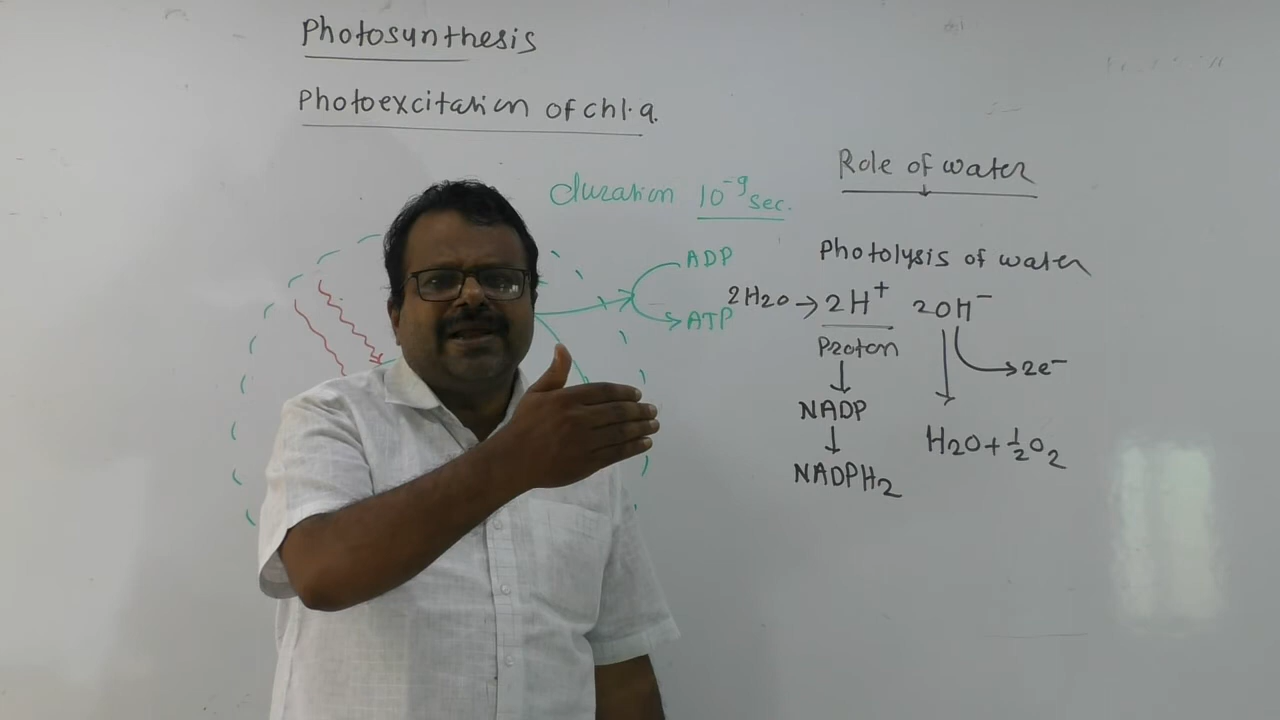 Photosynthesis
Photoexcitation of chl.a.
duration 10⁻⁹ sec.
ADP
ATP
Role of water
Photolysis of water
2H2O → 2H⁺ 2OH⁻
Proton
2e⁻
NADP
H2O + ½O2
NADPH2